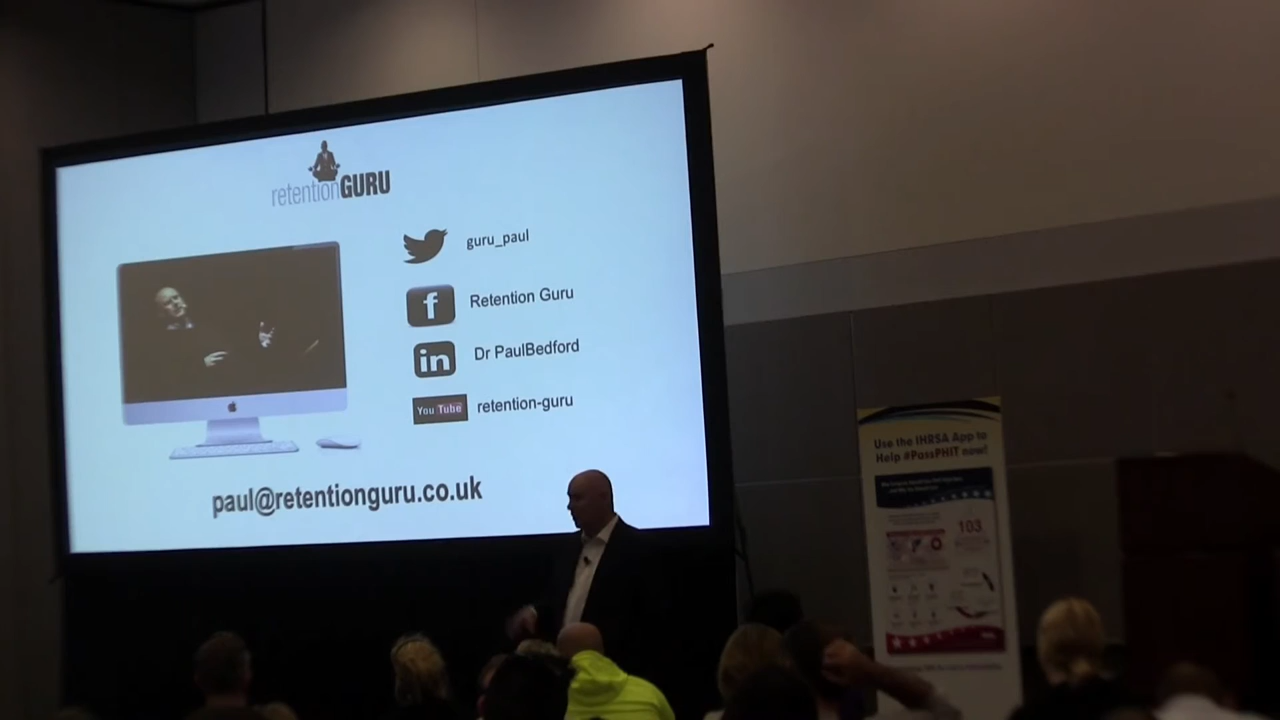 retentionGURU
guru_paul
f
Retention Guru
in
Dr PaulBedford
You Tube
retention-guru
paul@retentionguru.co.uk
Use the IHRSA App to
Help #PassPHIT now!
103